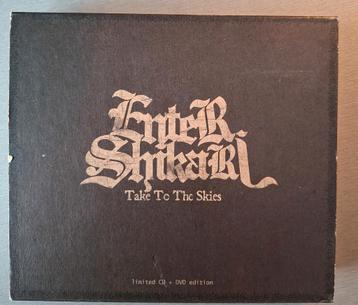 Enter
Shikari
Take To The Skies
limited CD + DVD edition